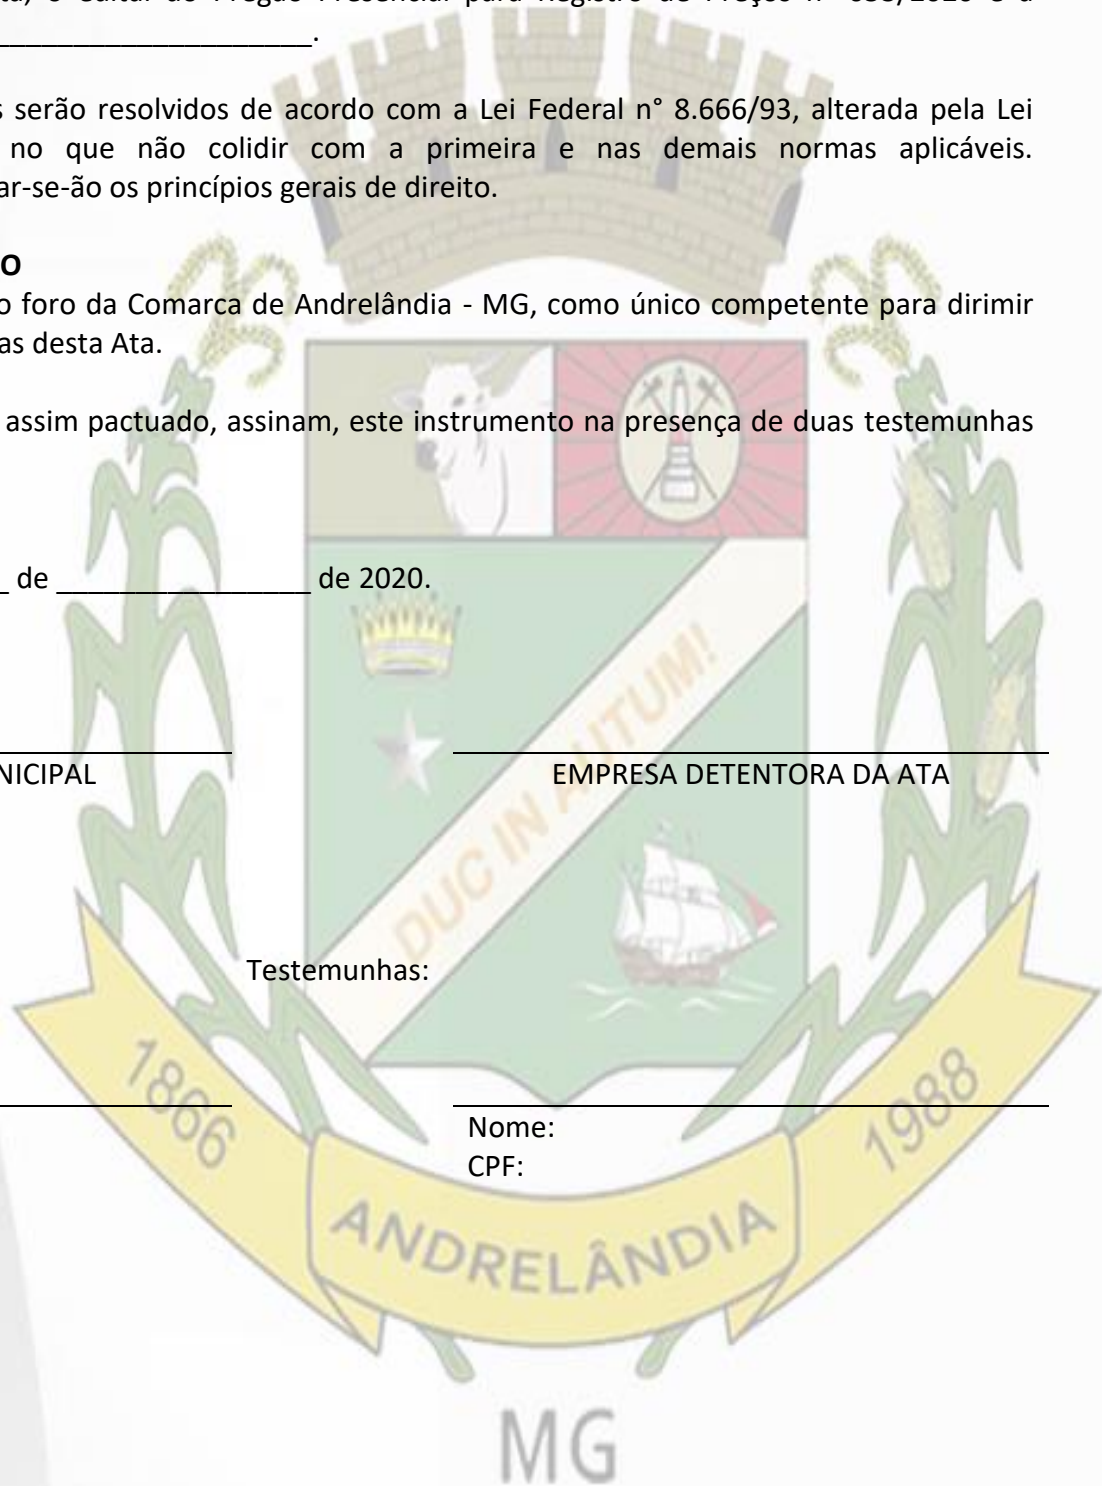 serão resolvidos de acordo com a Lei Federal n° 8.666/93, alterada pela Lei
no que não colidir com a primeira e nas demais normas aplicáveis.
ar-se-ão os princípios gerais de direito.
O
o foro da Comarca de Andrelândia - MG, como único competente para dirimir
as desta Ata.
assim pactuado, assinam, este instrumento na presença de duas testemunhas
_ de ________________ de 2020.
NICIPAL
EMPRESA DETENTORA DA ATA
Testemunhas:
Nome:
CPF:
DUC IN AUTUM!
1866
ANDRELÂNDIA
1988
MG